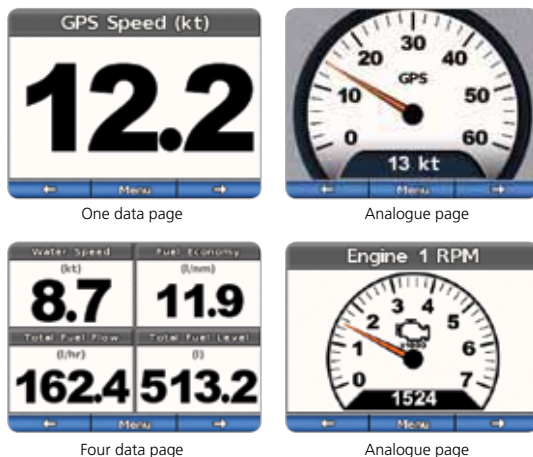 GPS Speed (kt)
12.2
Menu
One data page
0 10 20 30 40 50 60
GPS
13 kt
Menu
Analogue page
Water Speed
(kt)
8.7
Fuel Economy
(l/nm)
11.9
Total Fuel Flow
(l/hr)
162.4
Total Fuel Level
(l)
513.2
Menu
Four data page
Engine 1 RPM
0 1 2 3 4 5 6 7
x1000
1524
Menu
Analogue page